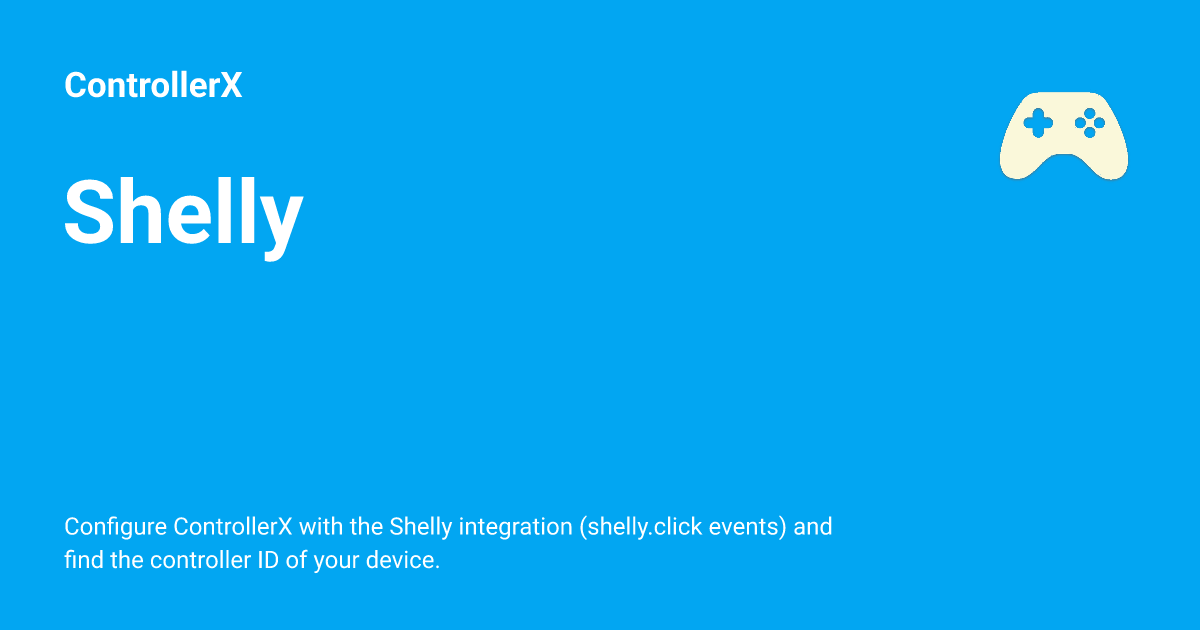 ControllerX
Shelly
Configure ControllerX with the Shelly integration (shelly.click events) and
find the controller ID of your device.